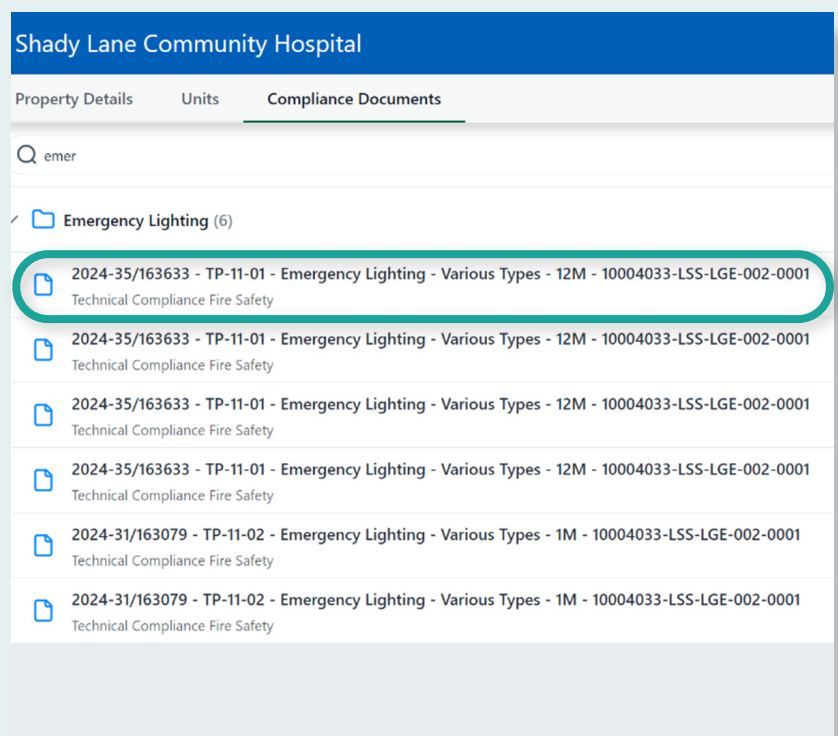 Shady Lane Community Hospital
Property Details Units Compliance Documents
emer
Emergency Lighting (6)
2024-35/163633 - TP-11-01 - Emergency Lighting - Various Types - 12M - 10004033-LSS-LGE-002-0001
Technical Compliance Fire Safety
2024-35/163633 - TP-11-01 - Emergency Lighting - Various Types - 12M - 10004033-LSS-LGE-002-0001
Technical Compliance Fire Safety
2024-35/163633 - TP-11-01 - Emergency Lighting - Various Types - 12M - 10004033-LSS-LGE-002-0001
Technical Compliance Fire Safety
2024-35/163633 - TP-11-01 - Emergency Lighting - Various Types - 12M - 10004033-LSS-LGE-002-0001
Technical Compliance Fire Safety
2024-31/163079 - TP-11-02 - Emergency Lighting - Various Types - 1M - 10004033-LSS-LGE-002-0001
Technical Compliance Fire Safety
2024-31/163079 - TP-11-02 - Emergency Lighting - Various Types - 1M - 10004033-LSS-LGE-002-0001
Technical Compliance Fire Safety